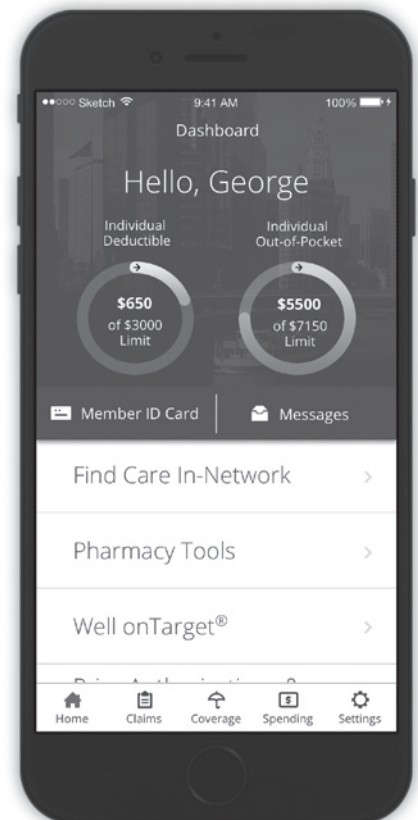 ●●○○○ Sketch 9:41 AM 100%
Dashboard
Hello, George
Individual
Deductible
$650
of $3000
Limit
Individual
Out-of-Pocket
$5500
of $7150
Limit
Member ID Card
Messages
Find Care In-Network
Pharmacy Tools
Well onTarget®
Home Claims Coverage Spending Settings